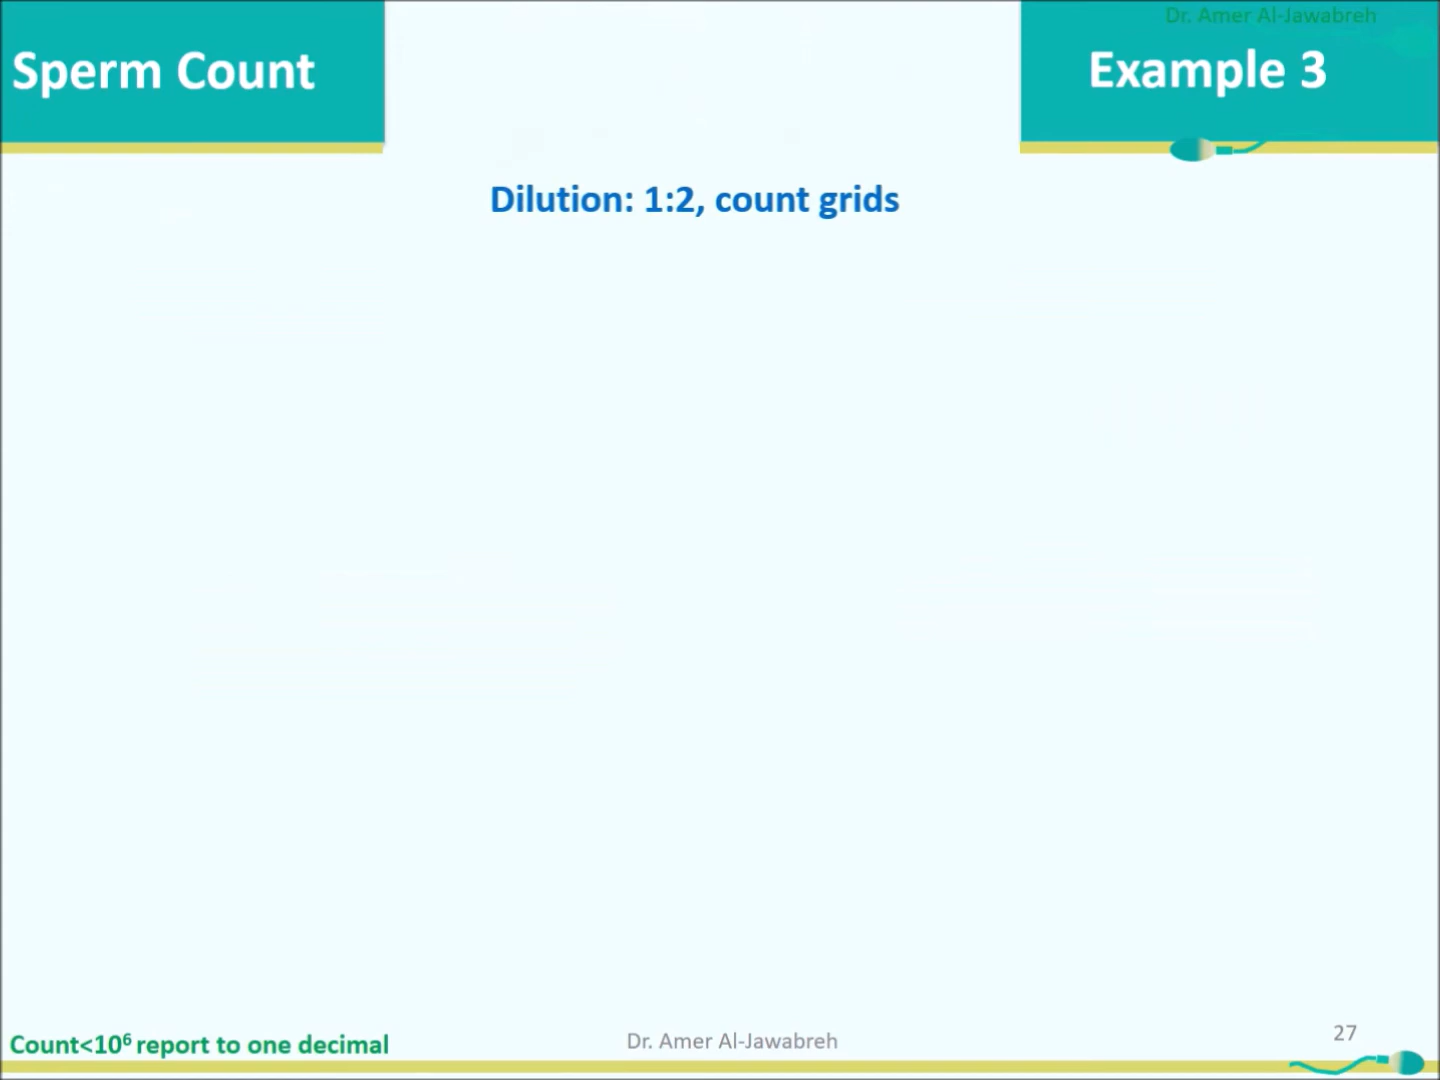 Dr. Amer Al-Jawabreh
Sperm Count
Example 3
Dilution: 1:2, count grids
Count<10⁶ report to one decimal
Dr. Amer Al-Jawabreh
27